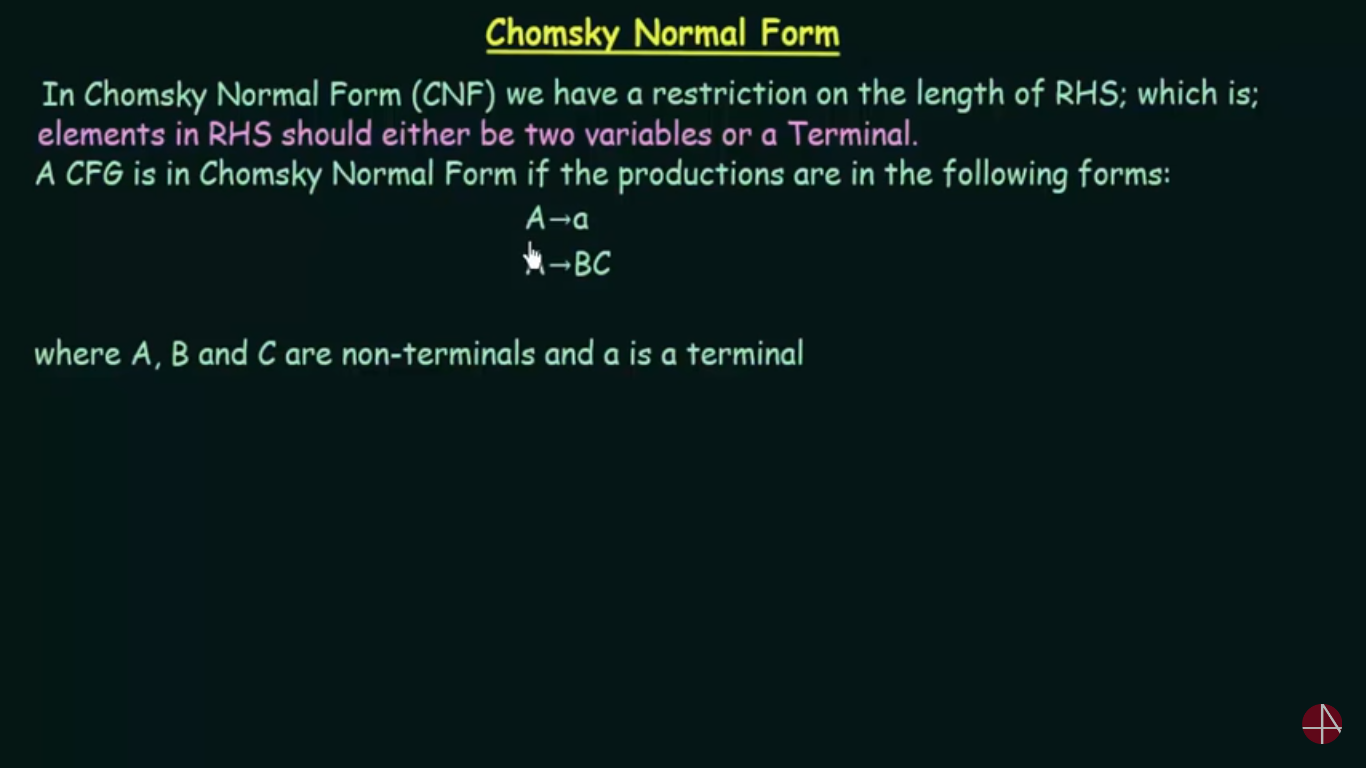 Chomsky Normal Form
In Chomsky Normal Form (CNF) we have a restriction on the length of RHS; which is;
elements in RHS should either be two variables or a Terminal.
A CFG is in Chomsky Normal Form if the productions are in the following forms:
A→a
A→BC
where A, B and C are non-terminals and a is a terminal